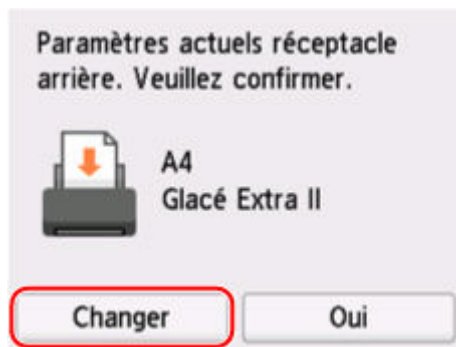 Paramètres actuels réceptacle
arrière. Veuillez confirmer.
A4
Glacé Extra II
Changer
Oui